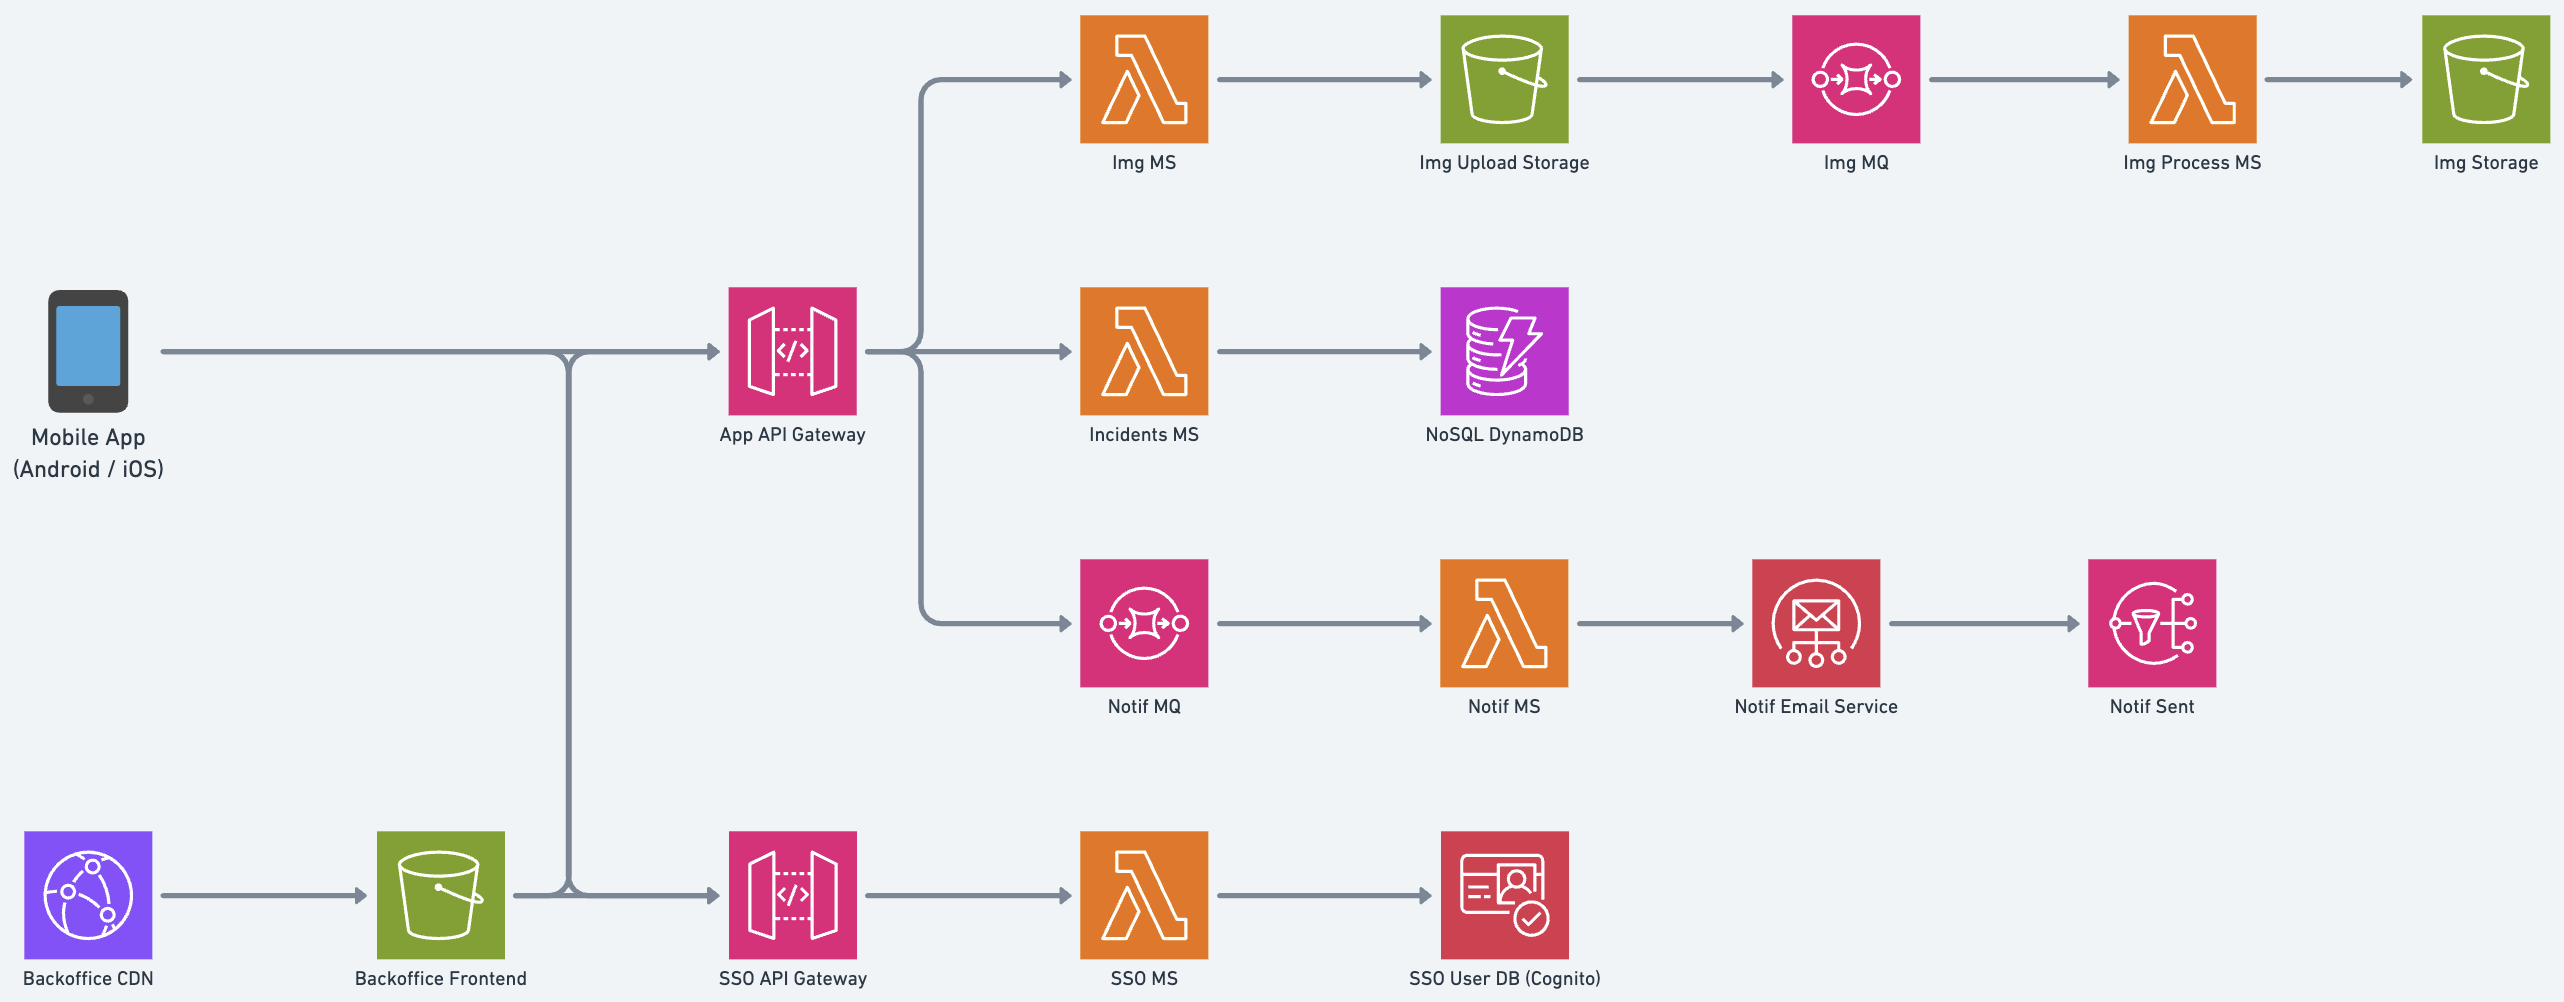 Img MS
Img Upload Storage
Img MQ
Img Process MS
Img Storage
Mobile App
(Android / iOS)
</>
App API Gateway
Incidents MS
NoSQL DynamoDB
Notif MQ
Notif MS
Notif Email Service
Notif Sent
Backoffice CDN
Backoffice Frontend
</>
SSO API Gateway
SSO MS
SSO User DB (Cognito)